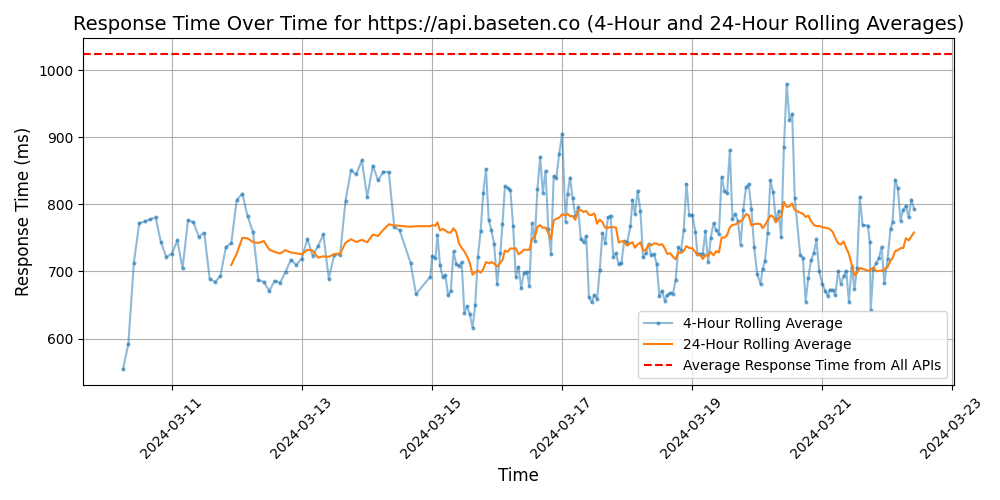 Response Time Over Time for https://api.baseten.co (4-Hour and 24-Hour Rolling Averages)
Response Time (ms)
1000
900
800
700
600
4-Hour Rolling Average
24-Hour Rolling Average
Average Response Time from All APIs
2024-03-11
2024-03-13
2024-03-15
2024-03-17
2024-03-19
2024-03-21
2024-03-23
Time